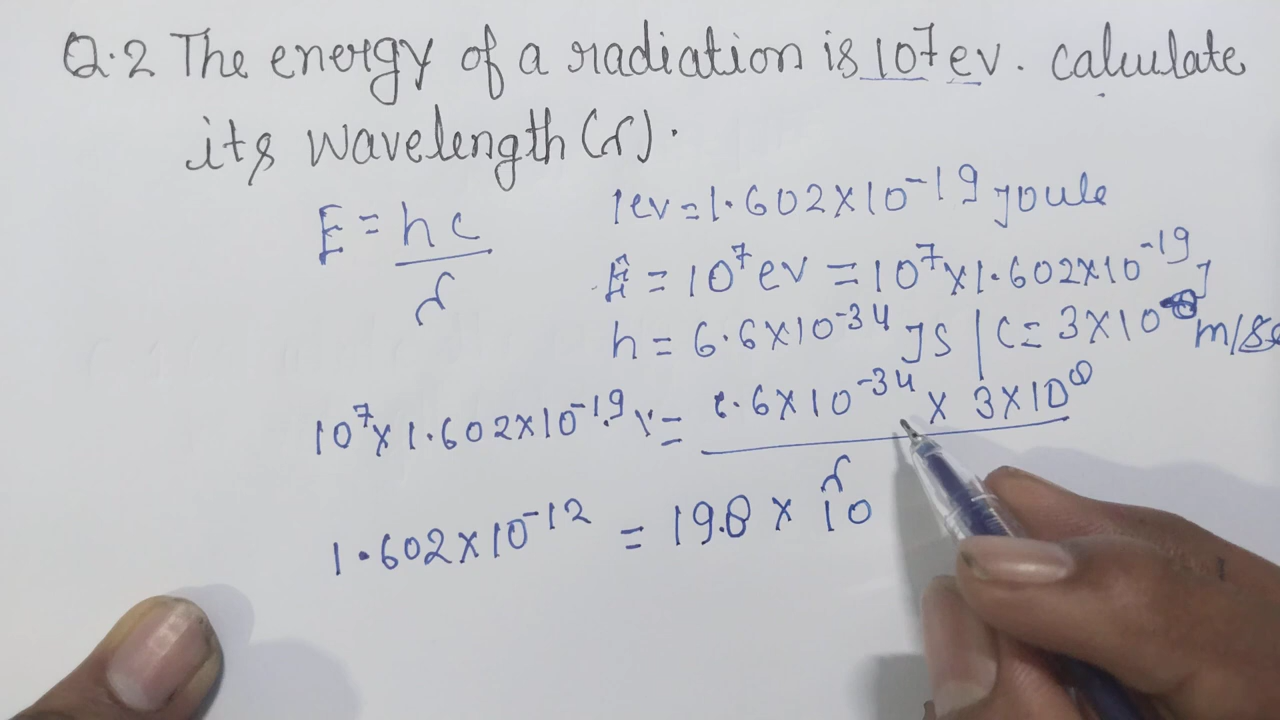 Q.2 The energy of a radiation is 10⁷ ev. calculate
its wavelength (λ).
E = hc/λ
1ev = 1.602×10⁻¹⁹ joule
E = 10⁷ ev = 10⁷×1.602×10⁻¹⁹ J
h = 6.6×10⁻³⁴ JS | C = 3×10⁸ m/se
10⁷×1.602×10⁻¹⁹ = 6.6×10⁻³⁴ × 3×10⁸
λ
1.602×10⁻¹² = 19.8 × 10